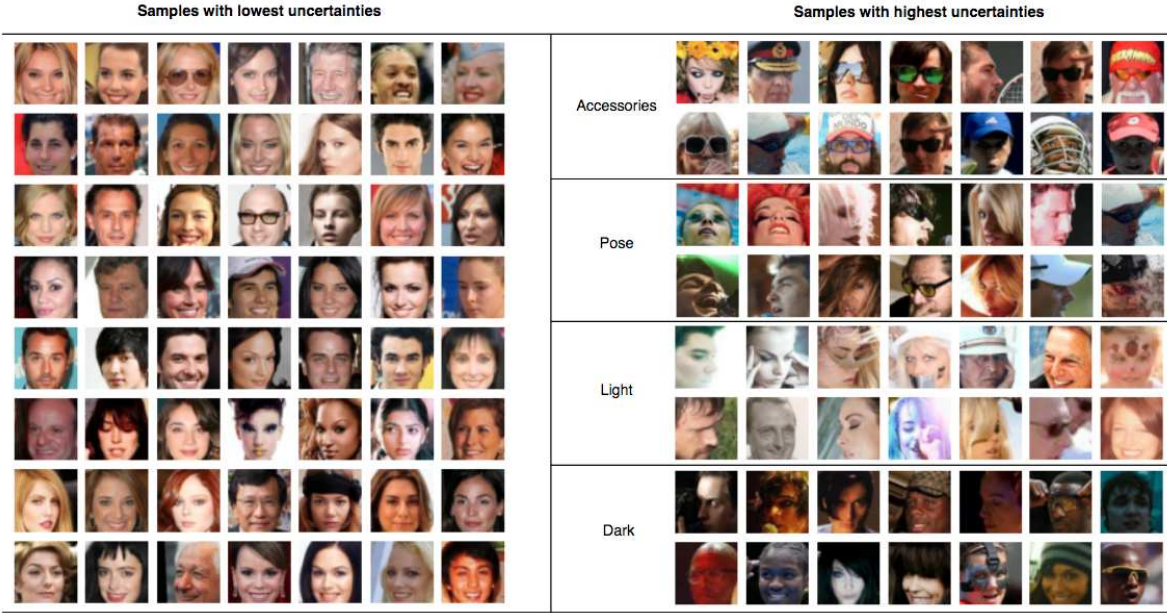 Samples with lowest uncertainties
Samples with highest uncertainties
Accessories
Pose
Light
Dark